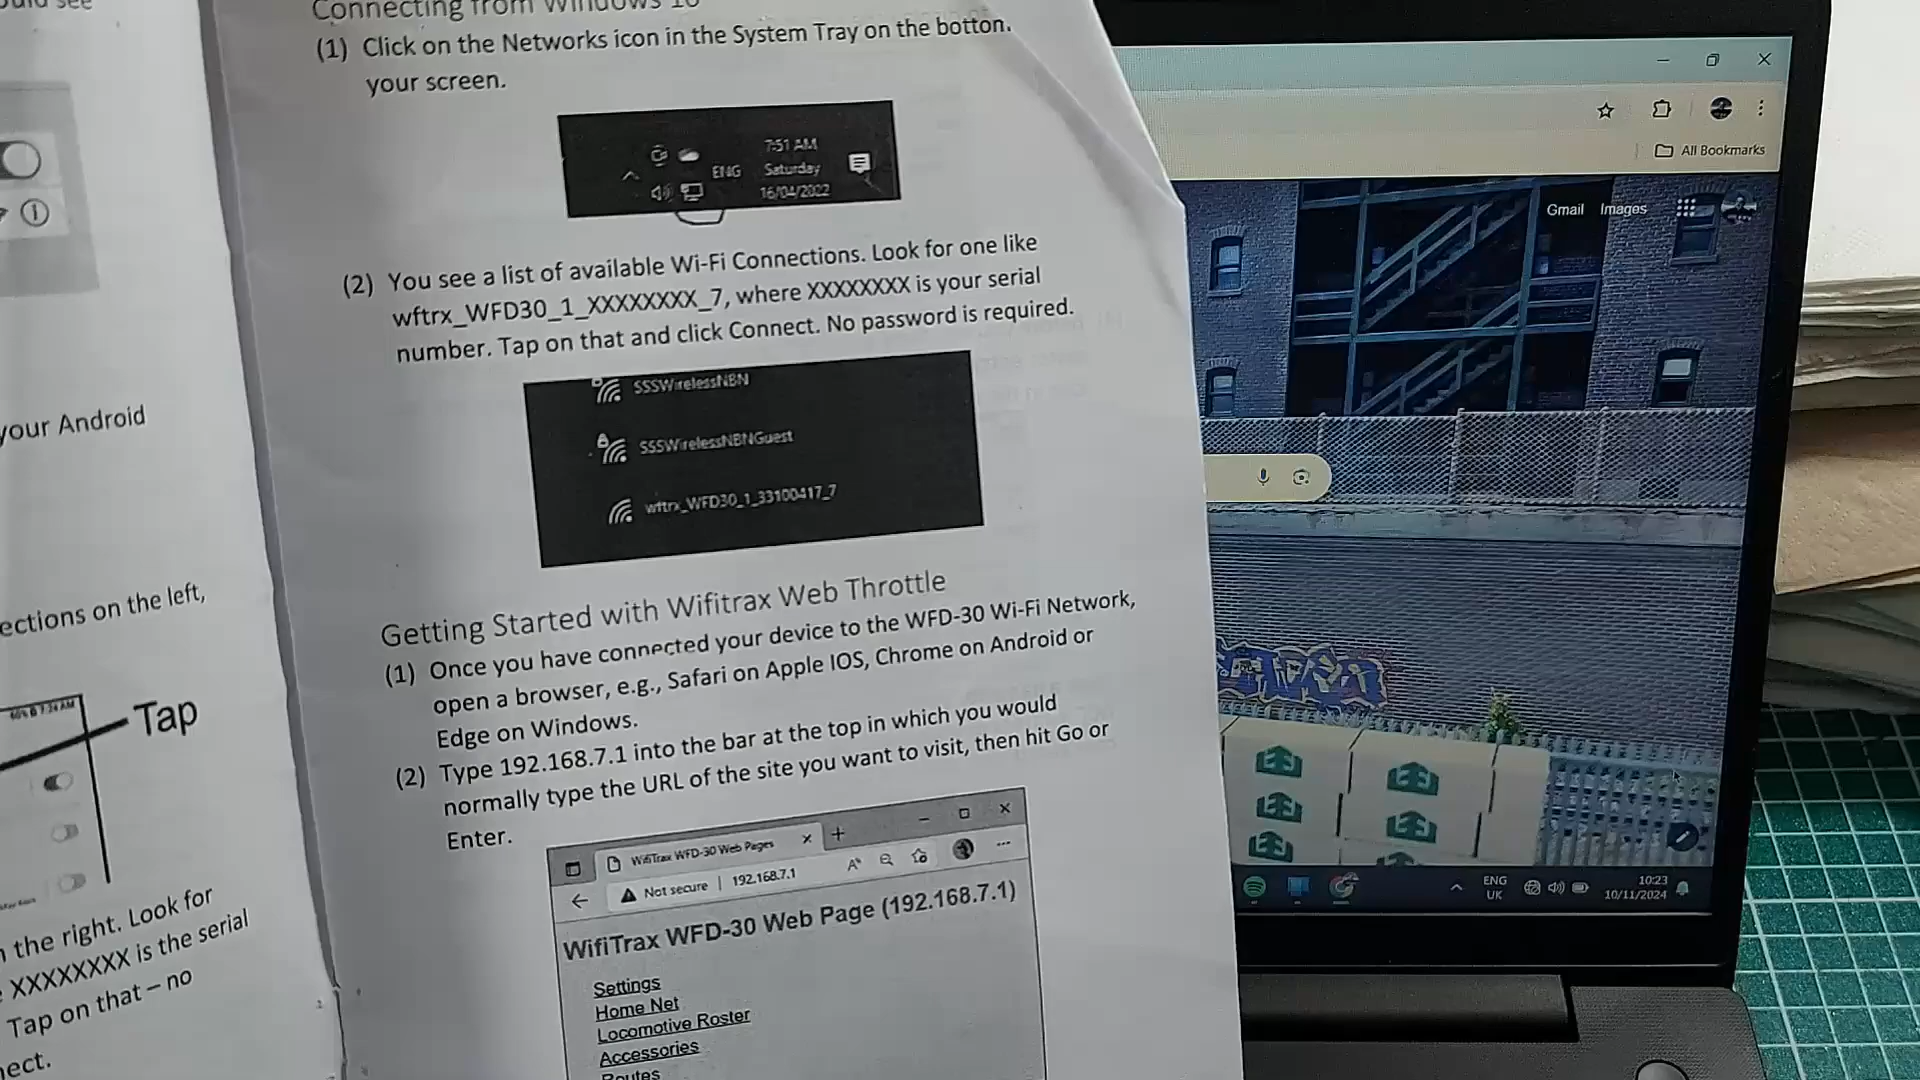 Connecting from Windows 10
(1) Click on the Networks icon in the System Tray on the botton.
your screen.
7:51 AM
ENG Saturday
16/04/2022
(2) You see a list of available Wi-Fi Connections. Look for one like
wftrx_WFD30_1_XXXXXXXX_7, where XXXXXXXX is your serial
number. Tap on that and click Connect. No password is required.
SSSWirelessNBN
SSSWirelessNBNGuest
wftrx_WFD30_1_33100417_7
Getting Started with Wifitrax Web Throttle
(1) Once you have connected your device to the WFD-30 Wi-Fi Network,
open a browser, e.g., Safari on Apple IOS, Chrome on Android or
Edge on Windows.
(2) Type 192.168.7.1 into the bar at the top in which you would
normally type the URL of the site you want to visit, then hit Go or
Enter.
WifiTrax WFD-30 Web Pages
Not secure | 192.168.7.1
WifiTrax WFD-30 Web Page (192.168.7.1)
Settings
Home Net
Locomotive Roster
Accessories
Routes
see
your Android
ections on the left,
Tap
the right. Look for
XXXXXXXX is the serial
Tap on that – no
nect.
All Bookmarks
Gmail Images
ENG
UK
10:23
10/11/2024